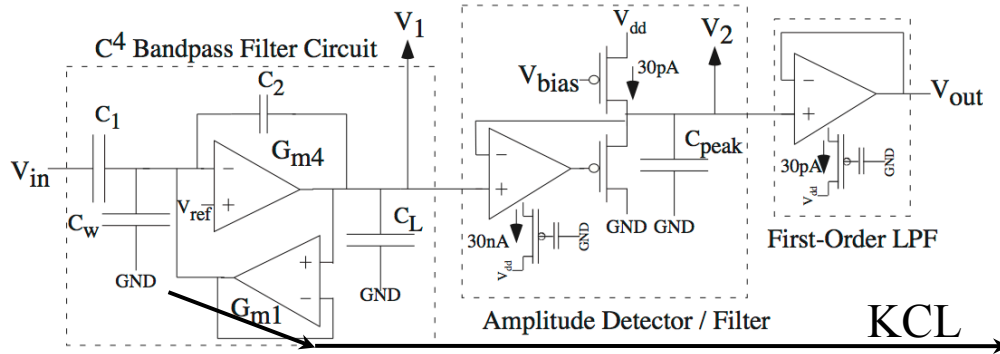 C4 Bandpass Filter Circuit
V1
Vdd
V2
Vbias
30pA
C2
C1
Gm4
Vin
Vref
Cw
CL
GND
GND
Gm1
−
+
+
−
−
+
30nA
Vdd
GND
GND
GND
Cpeak
−
+
Vout
30pA
Vdd
GND
First-Order LPF
Amplitude Detector / Filter
KCL